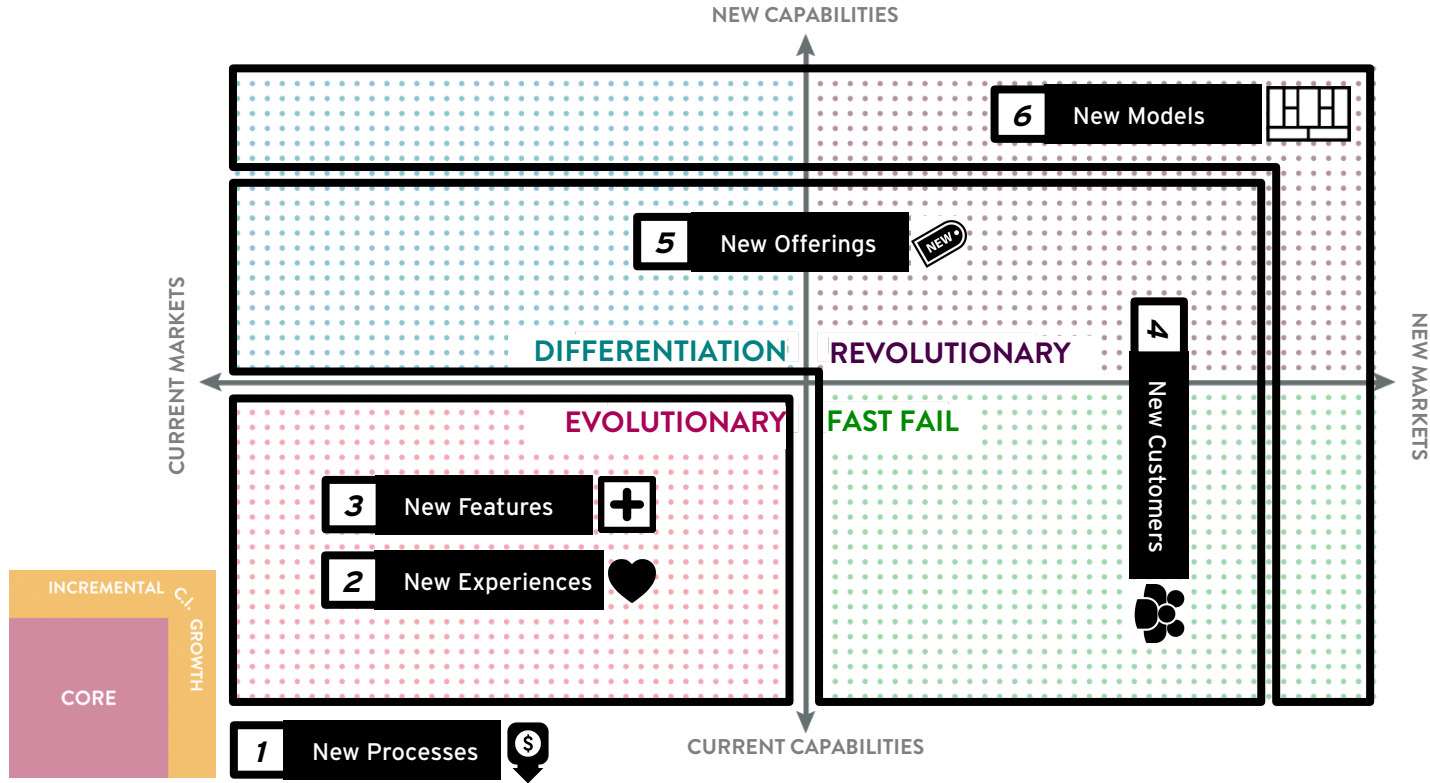 NEW CAPABILITIES
6 New Models
5 New Offerings
NEW
CURRENT MARKETS
NEW MARKETS
DIFFERENTIATION
REVOLUTIONARY
4 New Customers
EVOLUTIONARY
FAST FAIL
3 New Features
2 New Experiences
INCREMENTAL C.I. GROWTH
CORE
1 New Processes
$
CURRENT CAPABILITIES